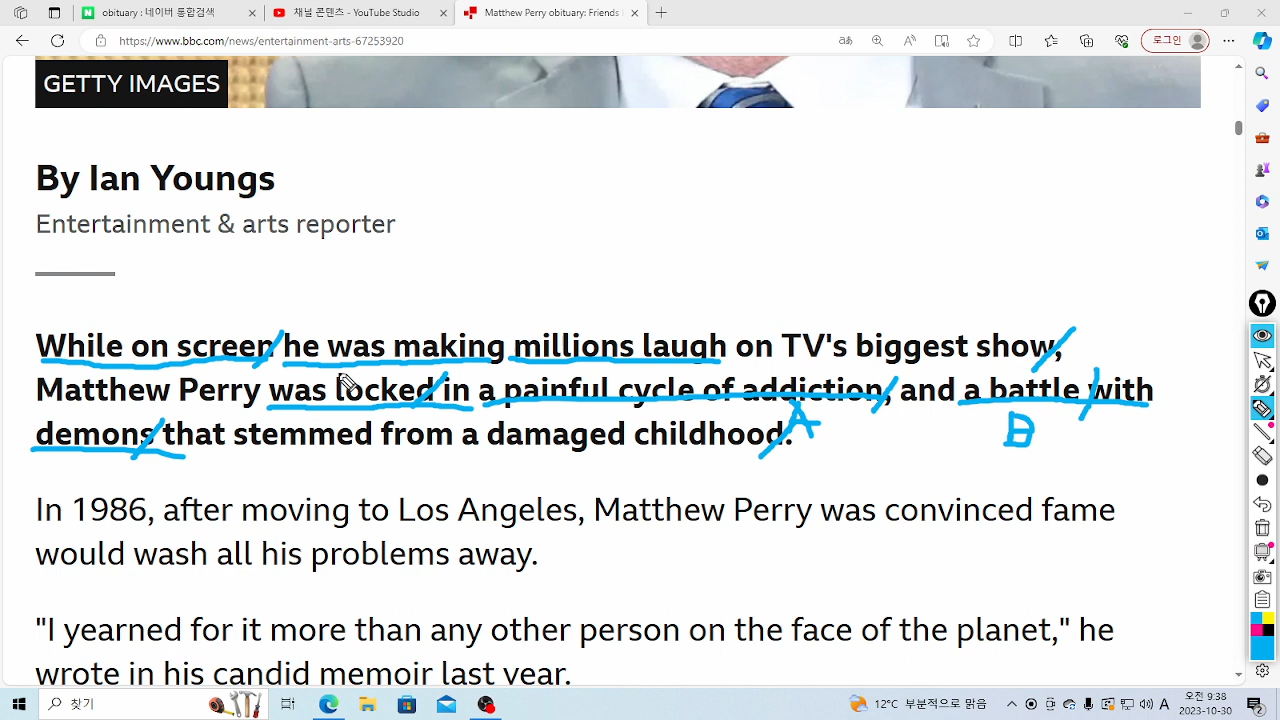 obituary : 네이버 통합검색
채널 콘텐츠 - YouTube Studio
Matthew Perry obituary: Friends
https://www.bbc.com/news/entertainment-arts-67253920
로그인
GETTY IMAGES
By Ian Youngs
Entertainment & arts reporter
While on screen he was making millions laugh on TV's biggest show,
Matthew Perry was locked in a painful cycle of addiction, and a battle with
A
B
demons that stemmed from a damaged childhood.
In 1986, after moving to Los Angeles, Matthew Perry was convinced fame
would wash all his problems away.
"I yearned for it more than any other person on the face of the planet," he
wrote in his candid memoir last year.
찾기
12°C 부분적으로 맑음
A
오전 9:38
2023-10-30
2